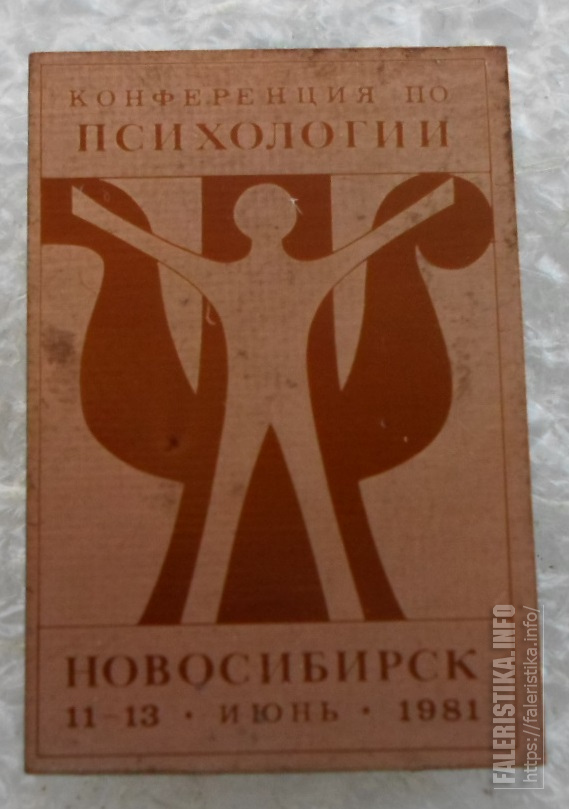 КОНФЕРЕНЦИЯ ПО
ПСИХОЛОГИИ
НОВОСИБИРСК
11-13 • ИЮНЬ • 1981
FALERISTIKA.INFO
https://faleristika.info/